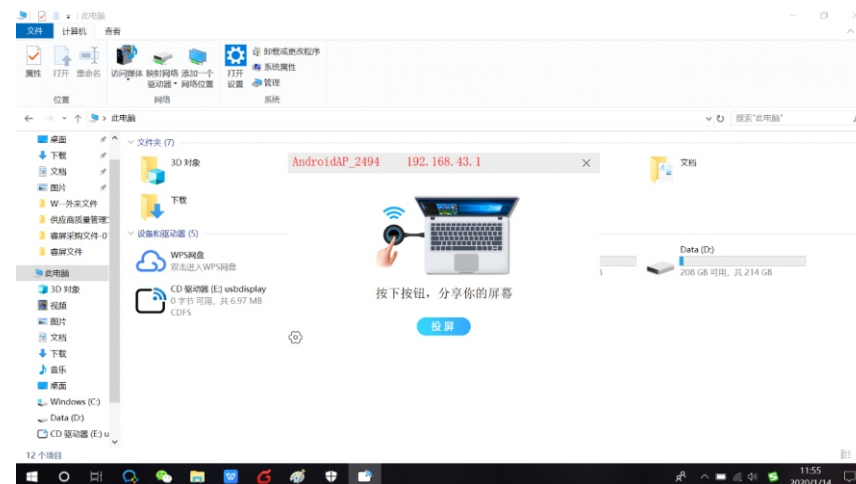 此电脑
文件 计算机 查看
属性 打开 重命名 访问媒体 映射网络驱动器 添加一个网络位置 打开设置 卸载或更改程序
系统属性
管理
位置 网络 系统
此电脑 搜索"此电脑"
桌面
下载
文档
图片
W--外来文件
供应商质量管理
睿屏采购文件-0
睿屏文件
此电脑
3D 对象
视频
图片
文档
下载
音乐
桌面
Windows (C:)
Data (D:)
CD 驱动器 (E:) u
文件夹 (7)
3D 对象
下载
文档
设备和驱动器 (5)
WPS网盘
双击进入WPS网盘
CD 驱动器 (E:) usbdisplay
0 字节 可用, 共 6.97 MB
CDFS
Data (D:)
208 GB 可用, 共 214 GB
AndroidAP_2494 192.168.43.1
按下按钮，分享你的屏幕
投屏
12 个项目
11:55
2020/1/14